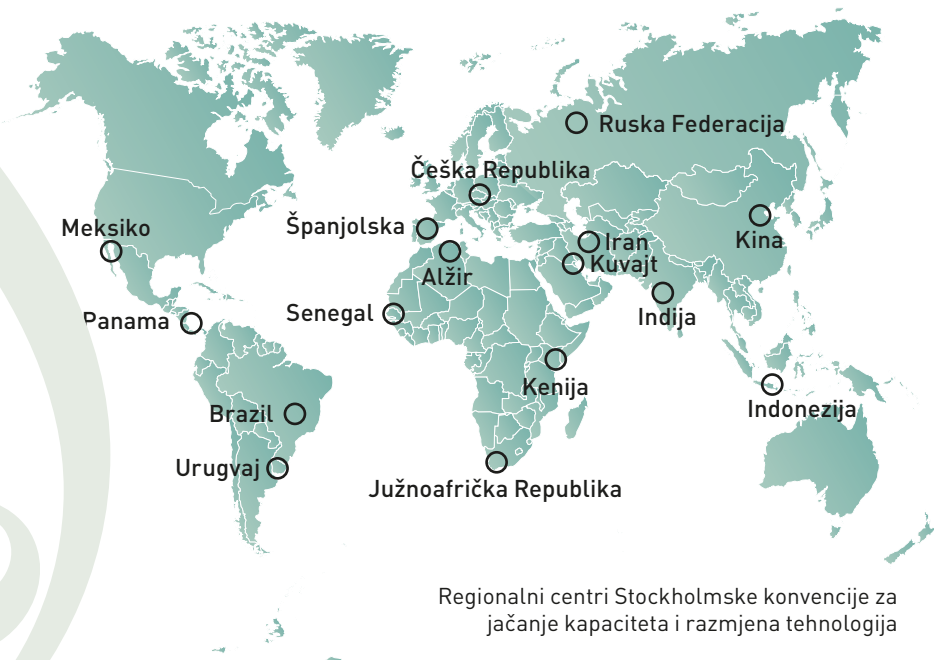 Ruska Federacija
Češka Republika
Meksiko
Španjolska
Iran
Kina
Kuvajt
Alžir
Panama
Senegal
Indija
Kenija
Brazil
Indonezija
Urugvaj
Južnoafrička Republika
Regionalni centri Stockholmske konvencije za
jačanje kapaciteta i razmjena tehnologija